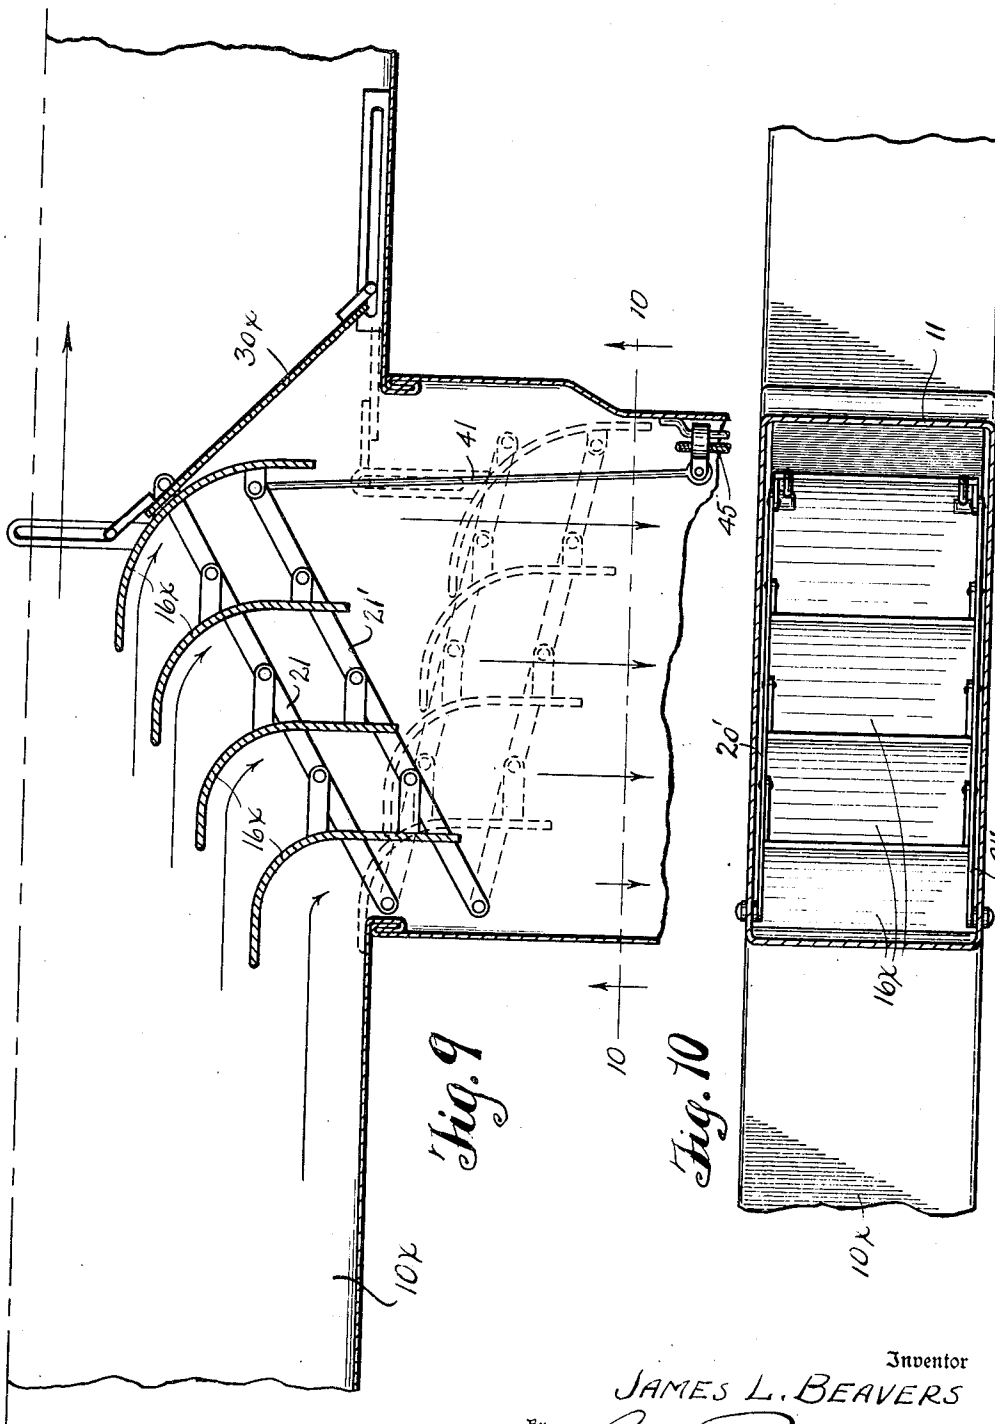 30x
16x
41
10
21'
21
45
11
16x
20'
16x
10
Fig. 9
Fig. 10
10x
10x
Inventor
JAMES L. BEAVERS
By